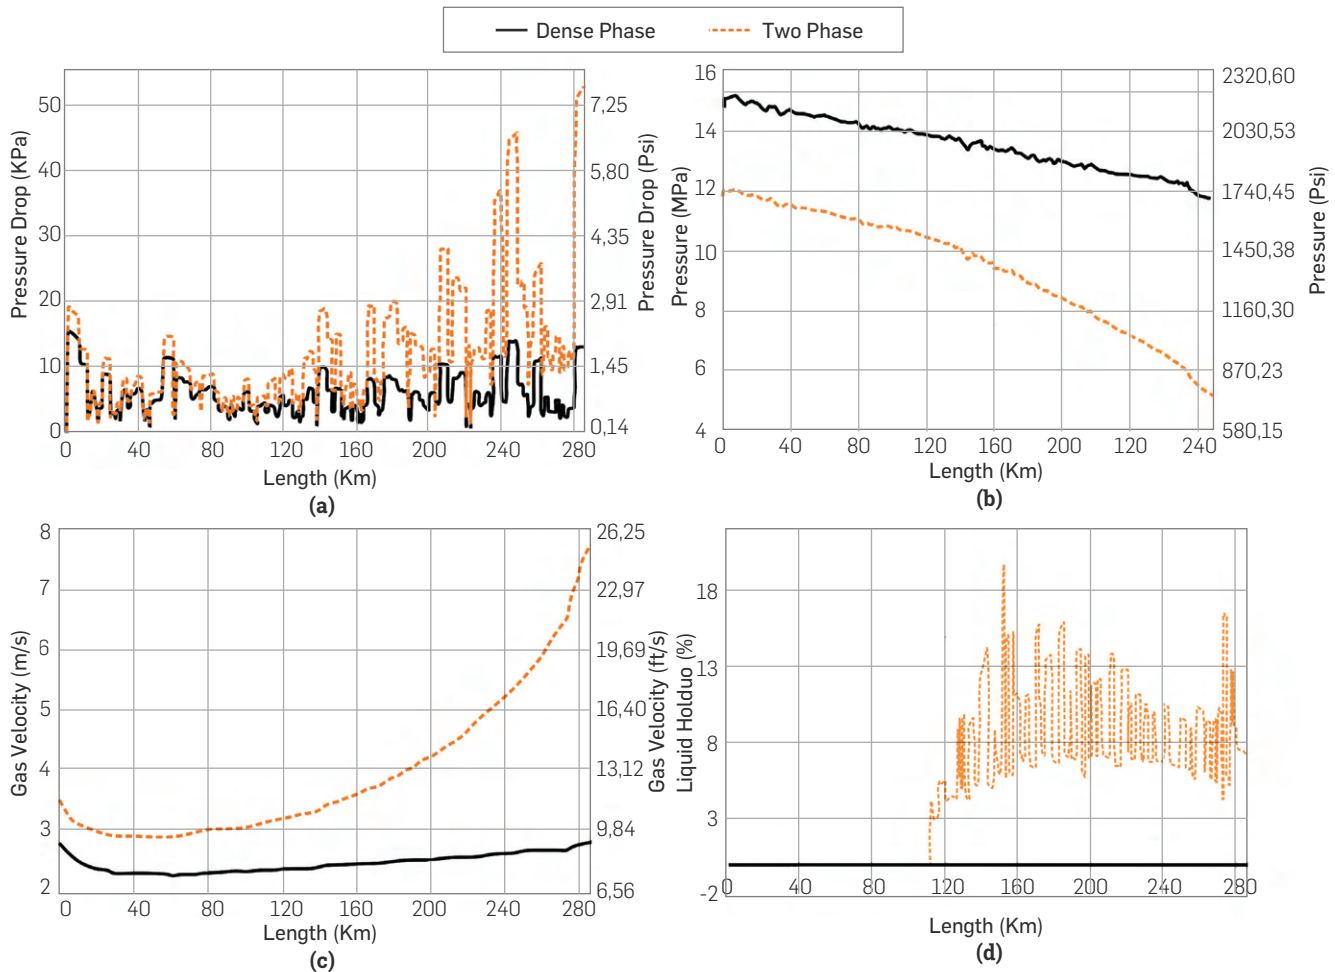 Dense Phase
Two Phase
Pressure Drop (KPa)
50
40
30
20
10
0
7,25
5,80
4,35
2,91
1,45
0,14
Pressure Drop (Psi)
0 40 80 120 160 200 240 280
Length (Km)
(a)
Pressure (MPa)
16
14
12
10
8
6
4
2320,60
2030,53
1740,45
1450,38
1160,30
870,23
580,15
Pressure (Psi)
0 40 80 120 160 200 120 240
Length (Km)
(b)
Gas Velocity (m/s)
8
7
6
5
4
3
2
26,25
22,97
19,69
16,40
13,12
9,84
6,56
Gas Velocity (ft/s)
0 40 80 120 160 200 240 280
Length (Km)
(c)
Liquid Holduo (%)
18
13
8
3
-2
0 40 80 120 160 200 240 280
Length (Km)
(d)